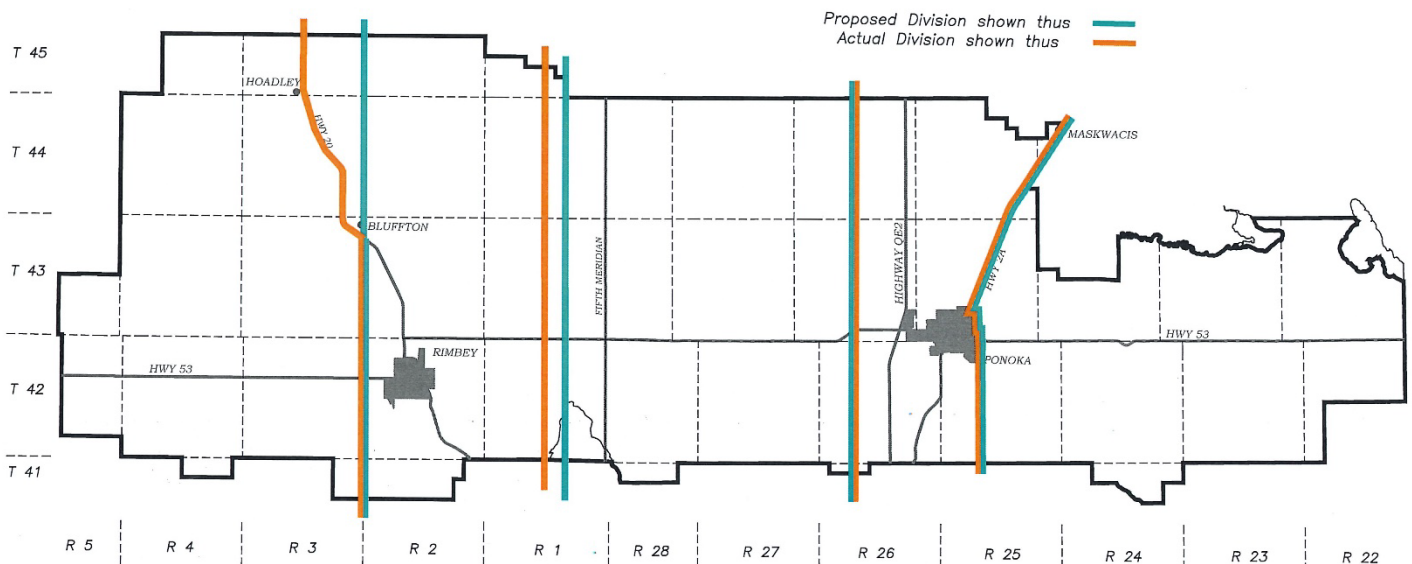 Proposed Division shown thus
Actual Division shown thus
T 45
HOADLEY
HWY 20
T 44
MASKWACIS
BLUFFTON
T 43
FIFTH MERIDIAN
HIGHWAY QE2
HWY 2A
HWY 53
RIMBEY
PONOKA
HWY 53
T 42
T 41
R 5
R 4
R 3
R 2
R 1
R 28
R 27
R 26
R 25
R 24
R 23
R 22